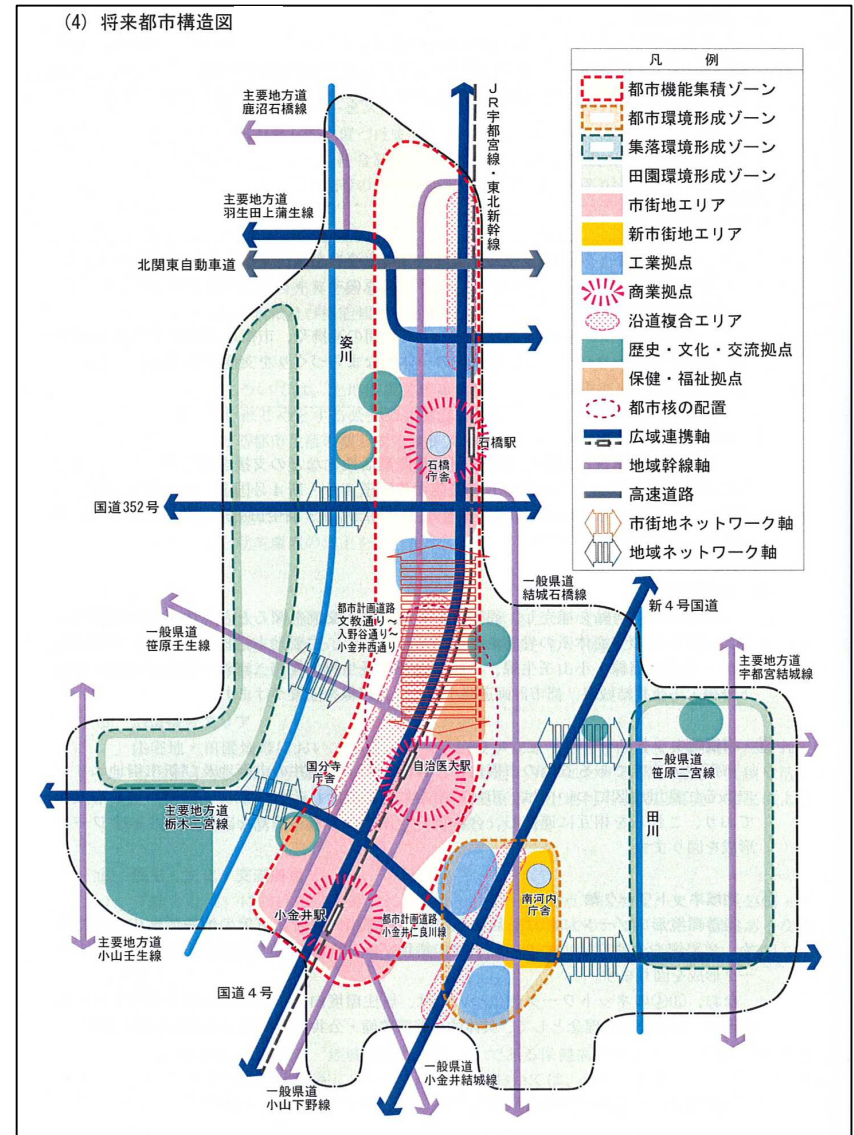 (4) 将来都市構造図
凡 例
都市機能集積ゾーン
都市環境形成ゾーン
集落環境形成ゾーン
田園環境形成ゾーン
市街地エリア
新市街地エリア
工業拠点
商業拠点
沿道複合エリア
歴史・文化・交流拠点
保健・福祉拠点
都市核の配置
広域連携軸
地域幹線軸
高速道路
市街地ネットワーク軸
地域ネットワーク軸
主要地方道
鹿沼石橋線
JR宇都宮線・東北新幹線
主要地方道
羽生田上蒲生線
北関東自動車道
姿川
石橋駅
石橋
庁舎
国道352号
一般県道
結城石橋線
新4号国道
都市計画道路
文教通り～
入野谷通り～
小金井西通り
一般県道
笹原壬生線
主要地方道
宇都宮結城線
国分寺
庁舎
自治医大駅
一般県道
笹原二宮線
主要地方道
栃木二宮線
田川
南河内
庁舎
小金井駅
都市計画道路
小金井二良川線
主要地方道
小山壬生線
国道4号
一般県道
小金井結城線
一般県道
小山下野線